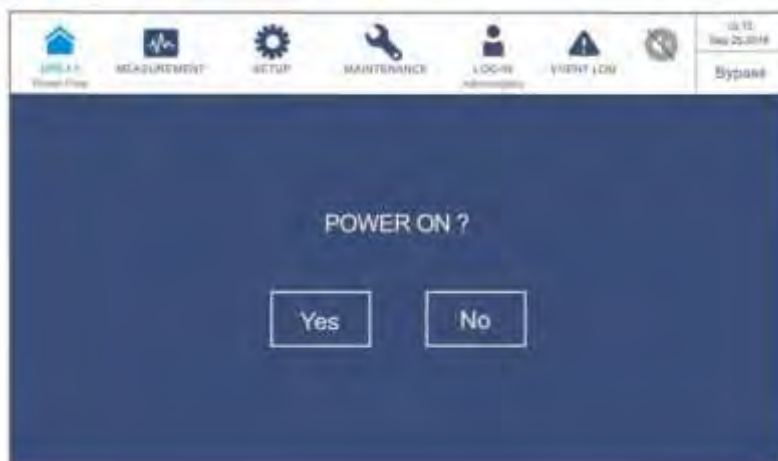 MEASUREMENT
SETUP
MAINTENANCE
LOG-IN
EVENT LOG
Bypass
POWER ON ?
Yes
No